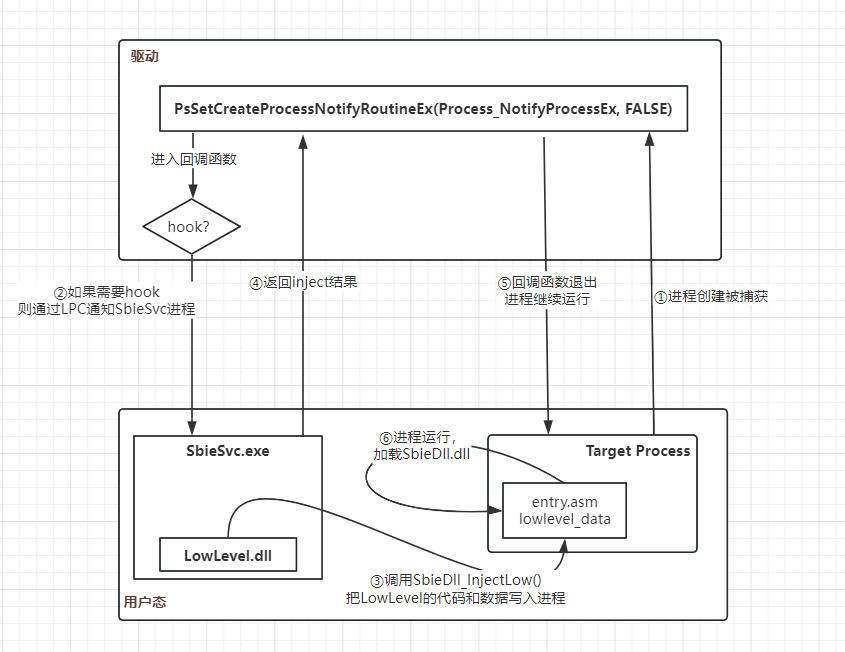 驱动
PsSetCreateProcessNotifyRoutineEx(Process_NotifyProcessEx, FALSE)
进入回调函数
hook?
②如果需要hook
则通过LPC通知SbieSvc进程
④返回inject结果
⑤回调函数退出
进程继续运行
①进程创建被捕获
SbieSvc.exe
LowLevel.dll
⑥进程运行，
加载SbieDll.dll
Target Process
entry.asm
lowlevel_data
③调用SbieDll_InjectLow()
把LowLevel的代码和数据写入进程
用户态